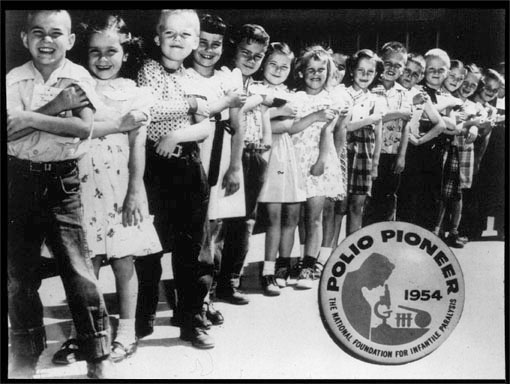 POLIO PIONEER
1954
THE NATIONAL FOUNDATION FOR INFANTILE PARALYSIS